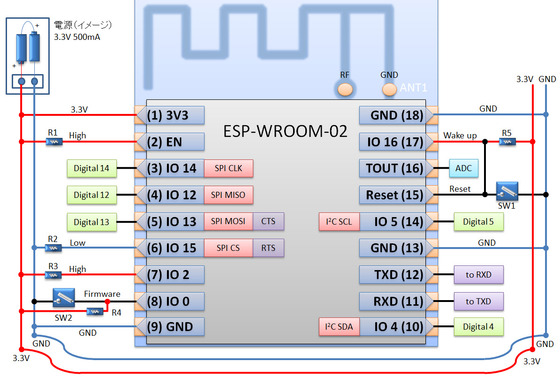 電源(イメージ)
3.3V 500mA
RF
GND
ANT1
3.3V
GND
ESP-WROOM-02
3.3V
(1) 3V3
GND (18)
GND
R1
High
(2) EN
IO 16 (17)
Wake up
R5
Digital 14
(3) IO 14
SPI CLK
TOUT (16)
ADC
Digital 12
(4) IO 12
SPI MISO
Reset (15)
Reset
SW1
Digital 13
(5) IO 13
SPI MOSI
CTS
I²C SCL
IO 5 (14)
Digital 5
R2
Low
(6) IO 15
SPI CS
RTS
GND (13)
GND
R3
High
(7) IO 2
TXD (12)
to RXD
Firmware
SW2
R4
(8) IO 0
RXD (11)
to TXD
GND
(9) GND
I²C SDA
IO 4 (10)
Digital 4
GND
3.3V
GND
3.3V